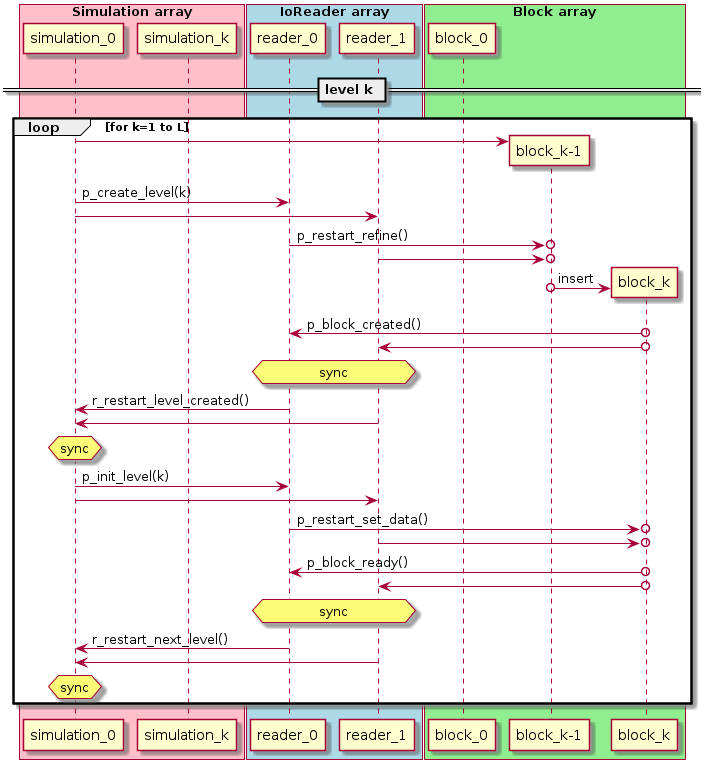 Simulation array
IoReader array
Block array
simulation_0
simulation_k
reader_0
reader_1
block_0
level k
loop
[for k=1 to L]
block_k-1
p_create_level(k)
p_restart_refine()
insert
block_k
p_block_created()
sync
r_restart_level_created()
sync
p_init_level(k)
p_restart_set_data()
p_block_ready()
sync
r_restart_next_level()
sync
simulation_0
simulation_k
reader_0
reader_1
block_0
block_k-1
block_k